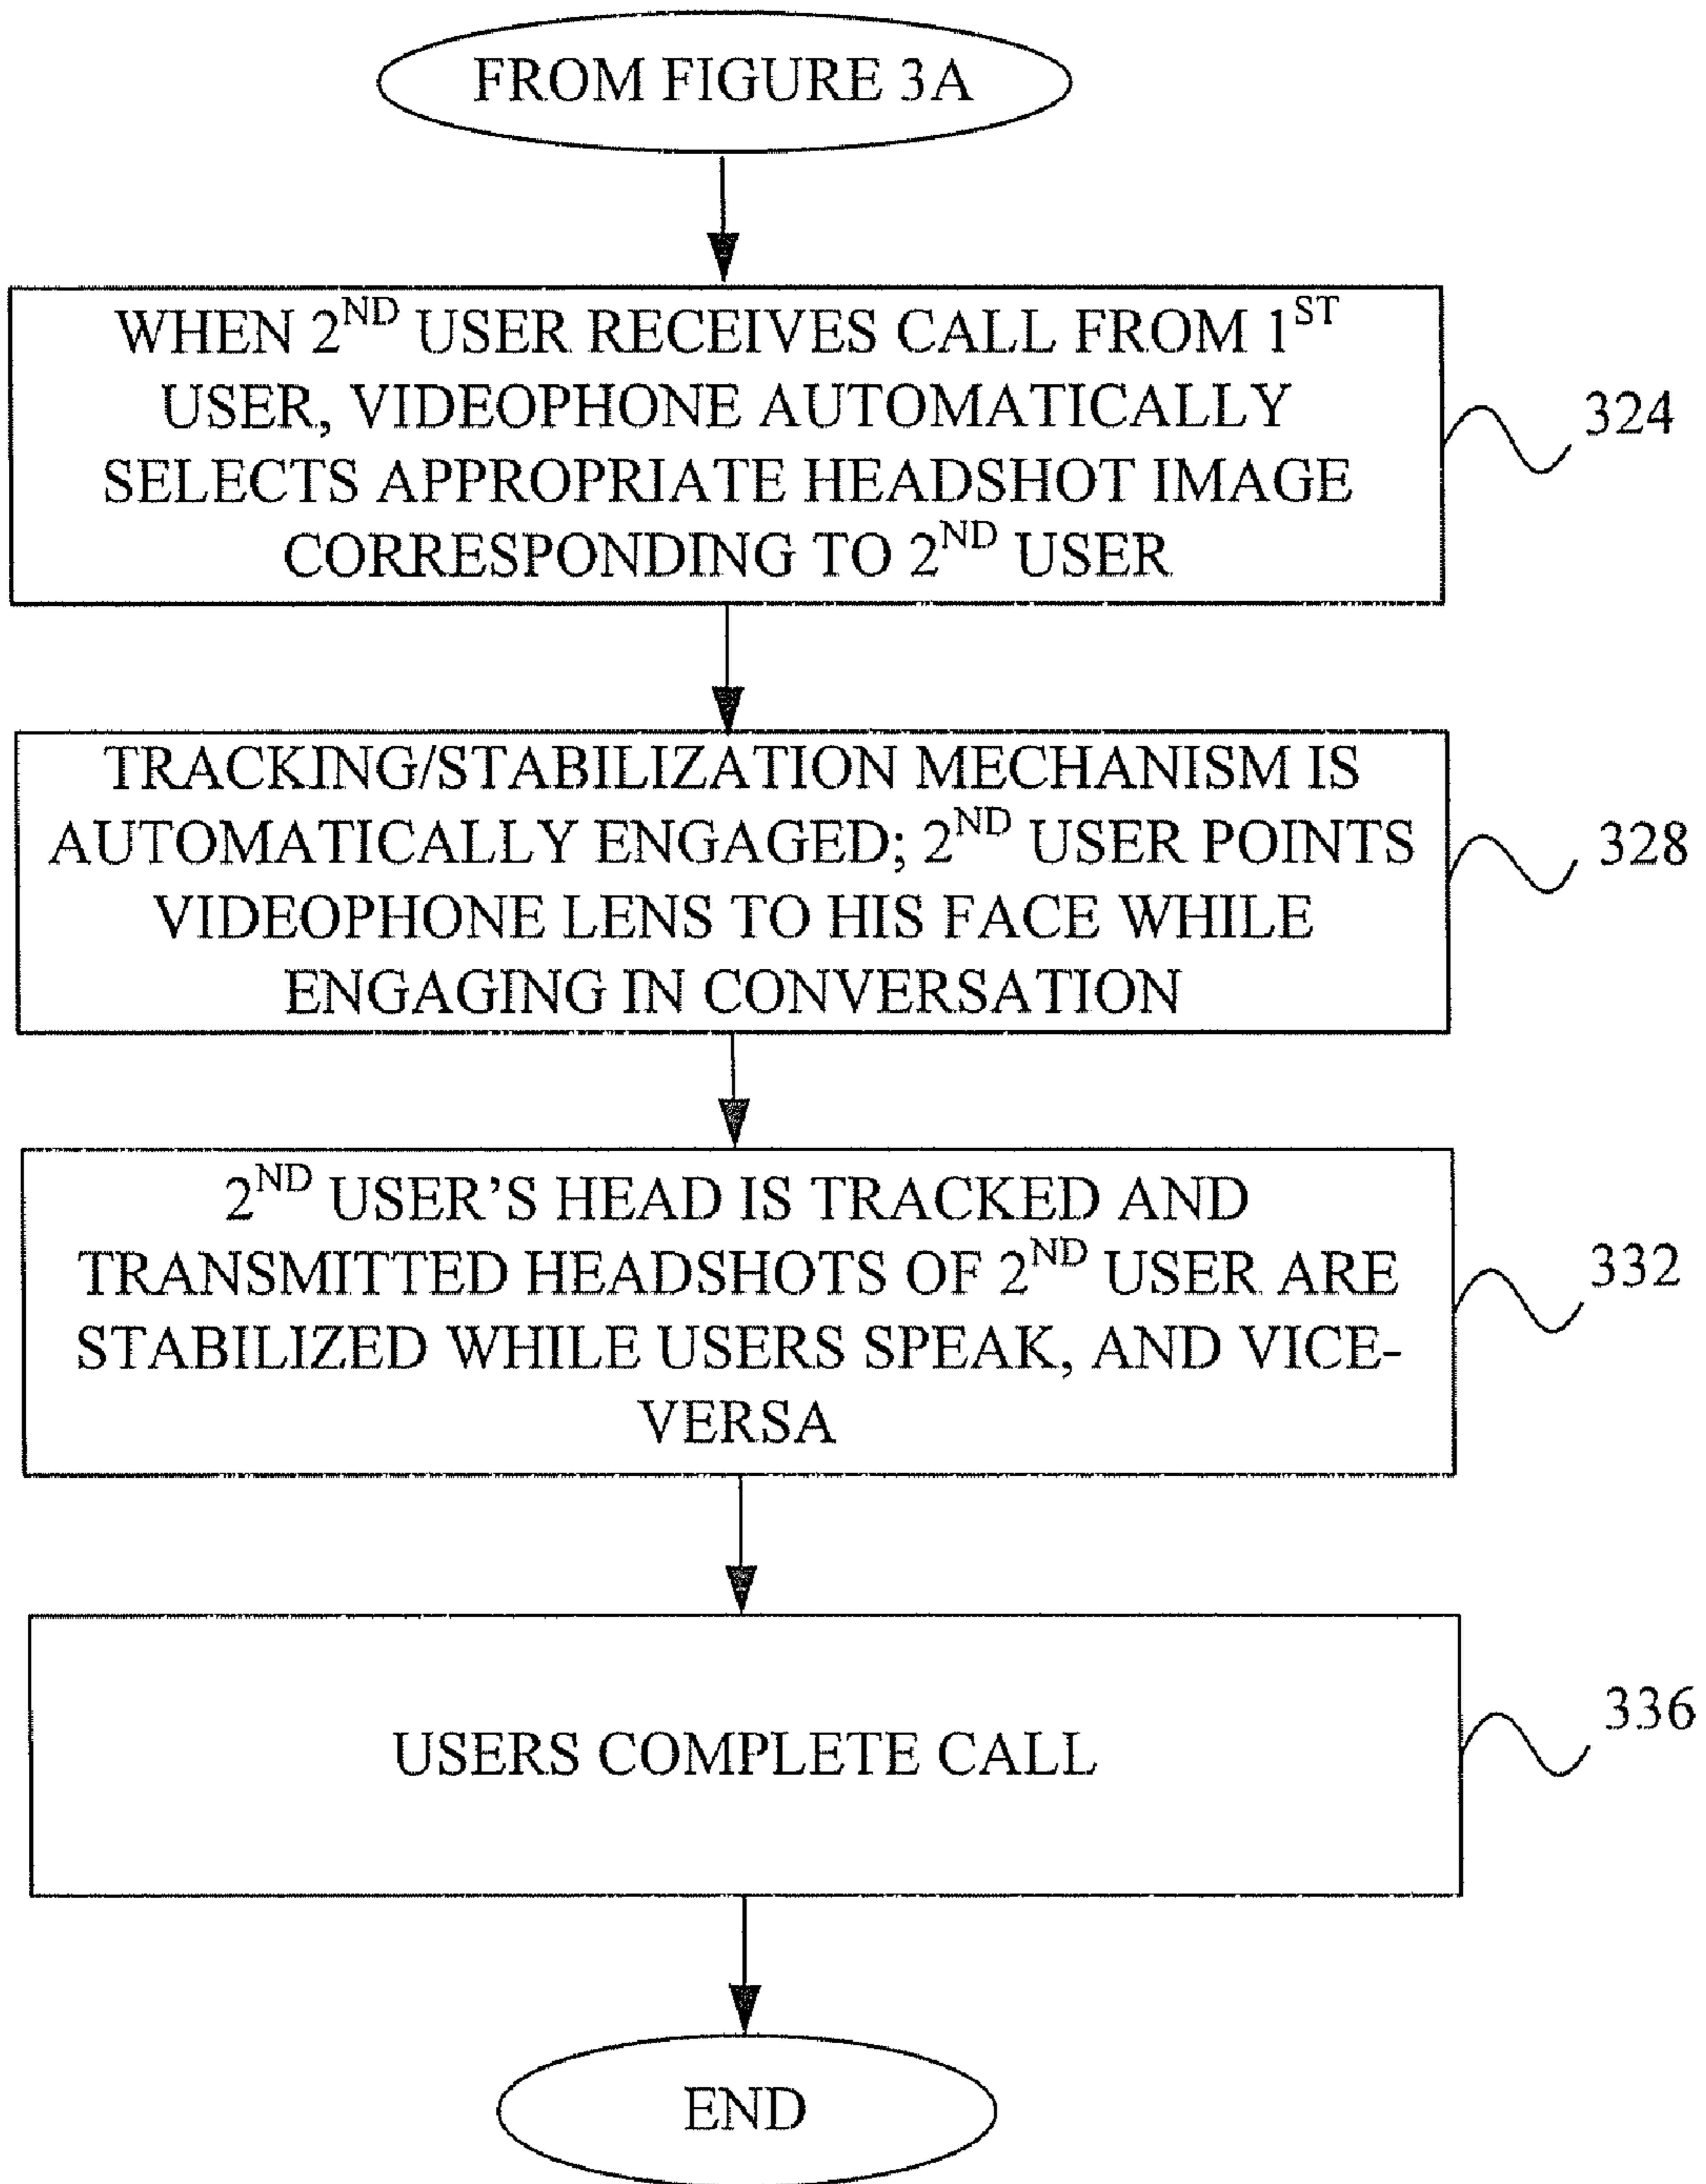 FROM FIGURE 3A
WHEN 2ND USER RECEIVES CALL FROM 1ST
USER, VIDEOPHONE AUTOMATICALLY
SELECTS APPROPRIATE HEADSHOT IMAGE
CORRESPONDING TO 2ND USER
324
TRACKING/STABILIZATION MECHANISM IS
AUTOMATICALLY ENGAGED; 2ND USER POINTS
VIDEOPHONE LENS TO HIS FACE WHILE
ENGAGING IN CONVERSATION
328
2ND USER'S HEAD IS TRACKED AND
TRANSMITTED HEADSHOTS OF 2ND USER ARE
STABILIZED WHILE USERS SPEAK, AND VICE-
VERSA
332
USERS COMPLETE CALL
336
END